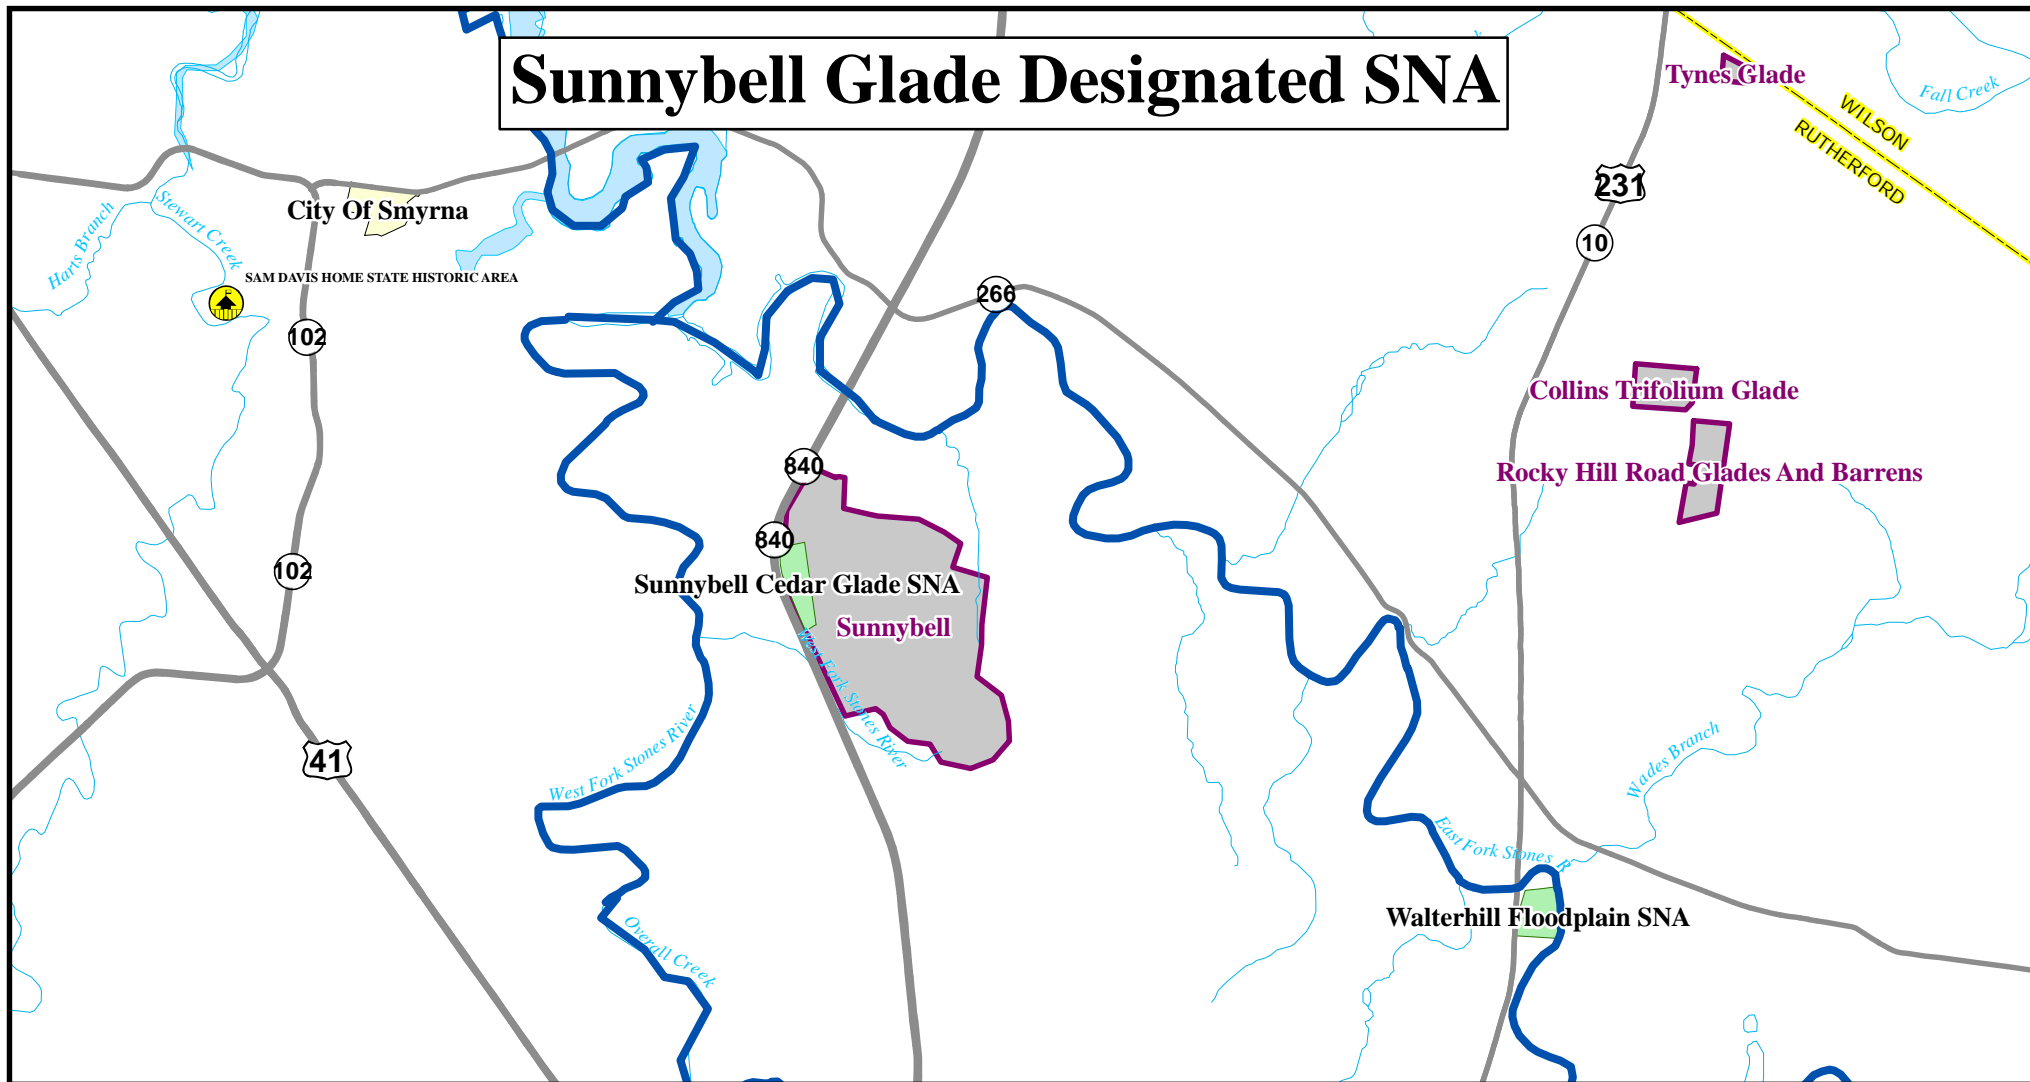 Sunnybell Glade Designated SNA
Tynes Glade
Fall Creek
WILSON
RUTHERFORD
231
10
City Of Smyrna
Harts Branch
Stewart Creek
SAM DAVIS HOME STATE HISTORIC AREA
266
102
Collins Trifolium Glade
840
Rocky Hill Road Glades And Barrens
840
102
Sunnybell Cedar Glade SNA
Sunnybell
West Fork Stones River
West Fork Stones River
41
Wades Branch
East Fork Stones R
Walterhill Floodplain SNA
Overall Creek